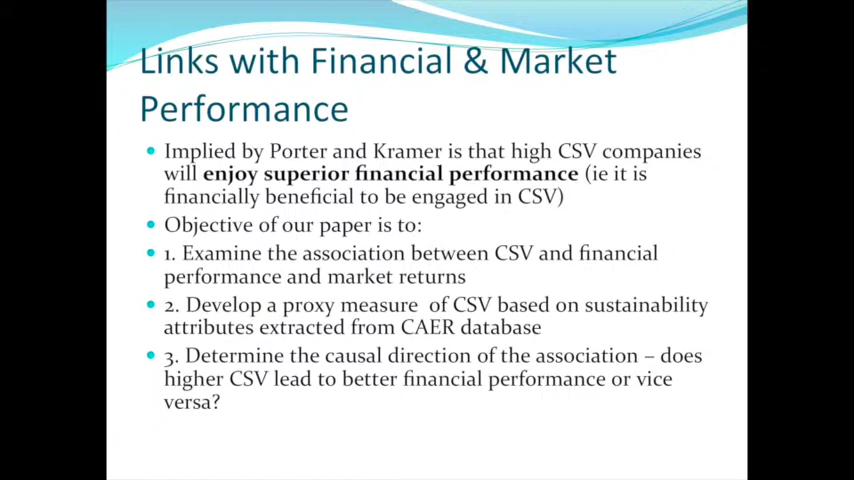 Links with Financial & Market
Performance
• Implied by Porter and Kramer is that high CSV companies
will enjoy superior financial performance (ie it is
financially beneficial to be engaged in CSV)
• Objective of our paper is to:
• 1. Examine the association between CSV and financial
performance and market returns
• 2. Develop a proxy measure of CSV based on sustainability
attributes extracted from CAER database
• 3. Determine the causal direction of the association – does
higher CSV lead to better financial performance or vice
versa?